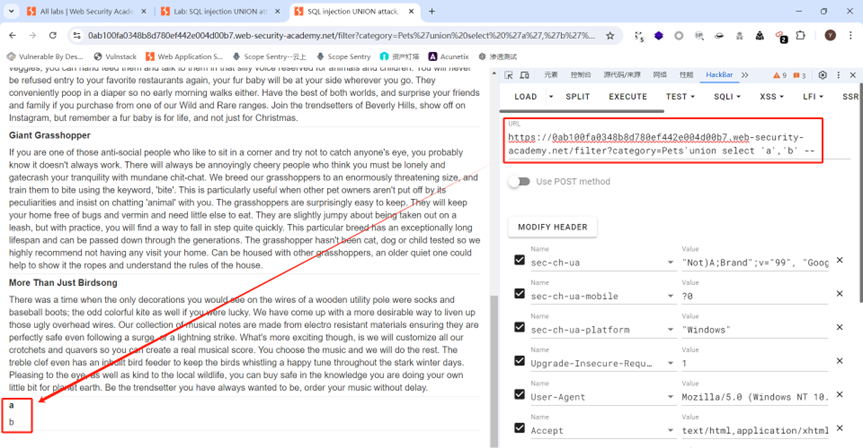 All labs | Web Security Acade
Lab: SQL injection UNION att
SQL injection UNION attack,
0ab100fa0348b8d780ef442e004d00b7.web-security-academy.net/filter?category=Pets%27union%20select%20%27a%27,%27b%27%...
Vulnerable By Des...
Vulnstack
Web Application S...
Scope Sentry--云上
Scope Sentry
资产灯塔
Acunetix
渗透测试
be refused entry to your favorite restaurants again, your fur baby will be at your side wherever you go. They
conveniently poop in a diaper so no early morning walks either. Have the best of both worlds, and surprise your friends
and family if you purchase from one of our Wild and Rare ranges. Join the trendsetters of Beverly Hills, show off on
Instagram, but remember a fur baby is for life, and not just for Christmas.
Giant Grasshopper
If you are one of those anti-social people who like to sit in a corner and try not to catch anyone's eye, you probably
know it doesn't always work. There will always be annoyingly cheery people who think you must be lonely and
gatecrash your tranquility with mundane chit-chat. We breed our grasshoppers to an enormously threatening size, and
train them to bite using the keyword, 'bite'. This is particularly useful when other pet owners aren't put off by its
peculiarities and insist on chatting 'animal' with you. The grasshoppers are surprisingly easy to keep. They will keep
your home free of bugs and vermin and need little else to eat. They are slightly jumpy about being taken out on a
leash, but with practice, you will find a way to fall in step quite quickly. This particular breed has an exceptionally long
lifespan and can be passed down through the generations. The grasshopper hasn't been cat, dog or child tested so we
highly recommend not having any visit your home. Can be housed with other grasshoppers, an older quiet one could
help to show it the ropes and understand the rules of the house.
More Than Just Birdsong
There was a time when the only decorations you would see on the wires of a wooden utility pole were socks and
baseball boots; the odd colorful kite as well if you were lucky. We have come up with a more desirable way to liven up
those ugly overhead wires. Our collection of musical notes are made from electro resistant materials ensuring they are
perfectly safe even following a surge, or a lightning strike. What's more exciting though, is we will customize all our
crotchets and quavers so you can create a real musical score. You choose the music and we will do the rest. The
treble clef even has an inbuilt bird feeder to keep the birds whistling a happy tune throughout the stark winter days.
Pleasing to the eye, as well as kind to the local wildlife, you can buy safe in the knowledge you are doing your own
little bit for planet earth. Be the trendsetter you have always wanted to be, order your music without delay.
a
b
元素
控制台
源代码/来源
网络
性能
HackBar
9
3
LOAD
SPLIT
EXECUTE
TEST
SQLI
XSS
LFI
SSR
URL
https://0ab100fa0348b8d780ef442e004d00b7.web-security-
academy.net/filter?category=Pets'union select 'a','b' --
Use POST method
MODIFY HEADER
Name
Value
sec-ch-ua
"Not)A;Brand";v="99", "Goog
Name
Value
sec-ch-ua-mobile
?0
Name
Value
sec-ch-ua-platform
"Windows"
Name
Value
Upgrade-Insecure-Requ...
1
Name
Value
User-Agent
Mozilla/5.0 (Windows NT 10.
Name
Value
Accept
text/html,application/xhtml